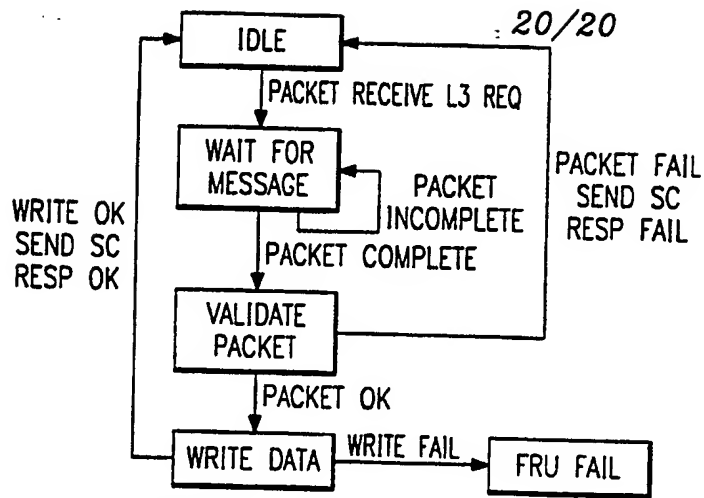 20/20
IDLE
PACKET RECEIVE L3 REQ
WAIT FOR
MESSAGE
PACKET
INCOMPLETE
PACKET FAIL
SEND SC
RESP FAIL
WRITE OK
SEND SC
RESP OK
PACKET COMPLETE
VALIDATE
PACKET
PACKET OK
WRITE DATA
WRITE FAIL
FRU FAIL